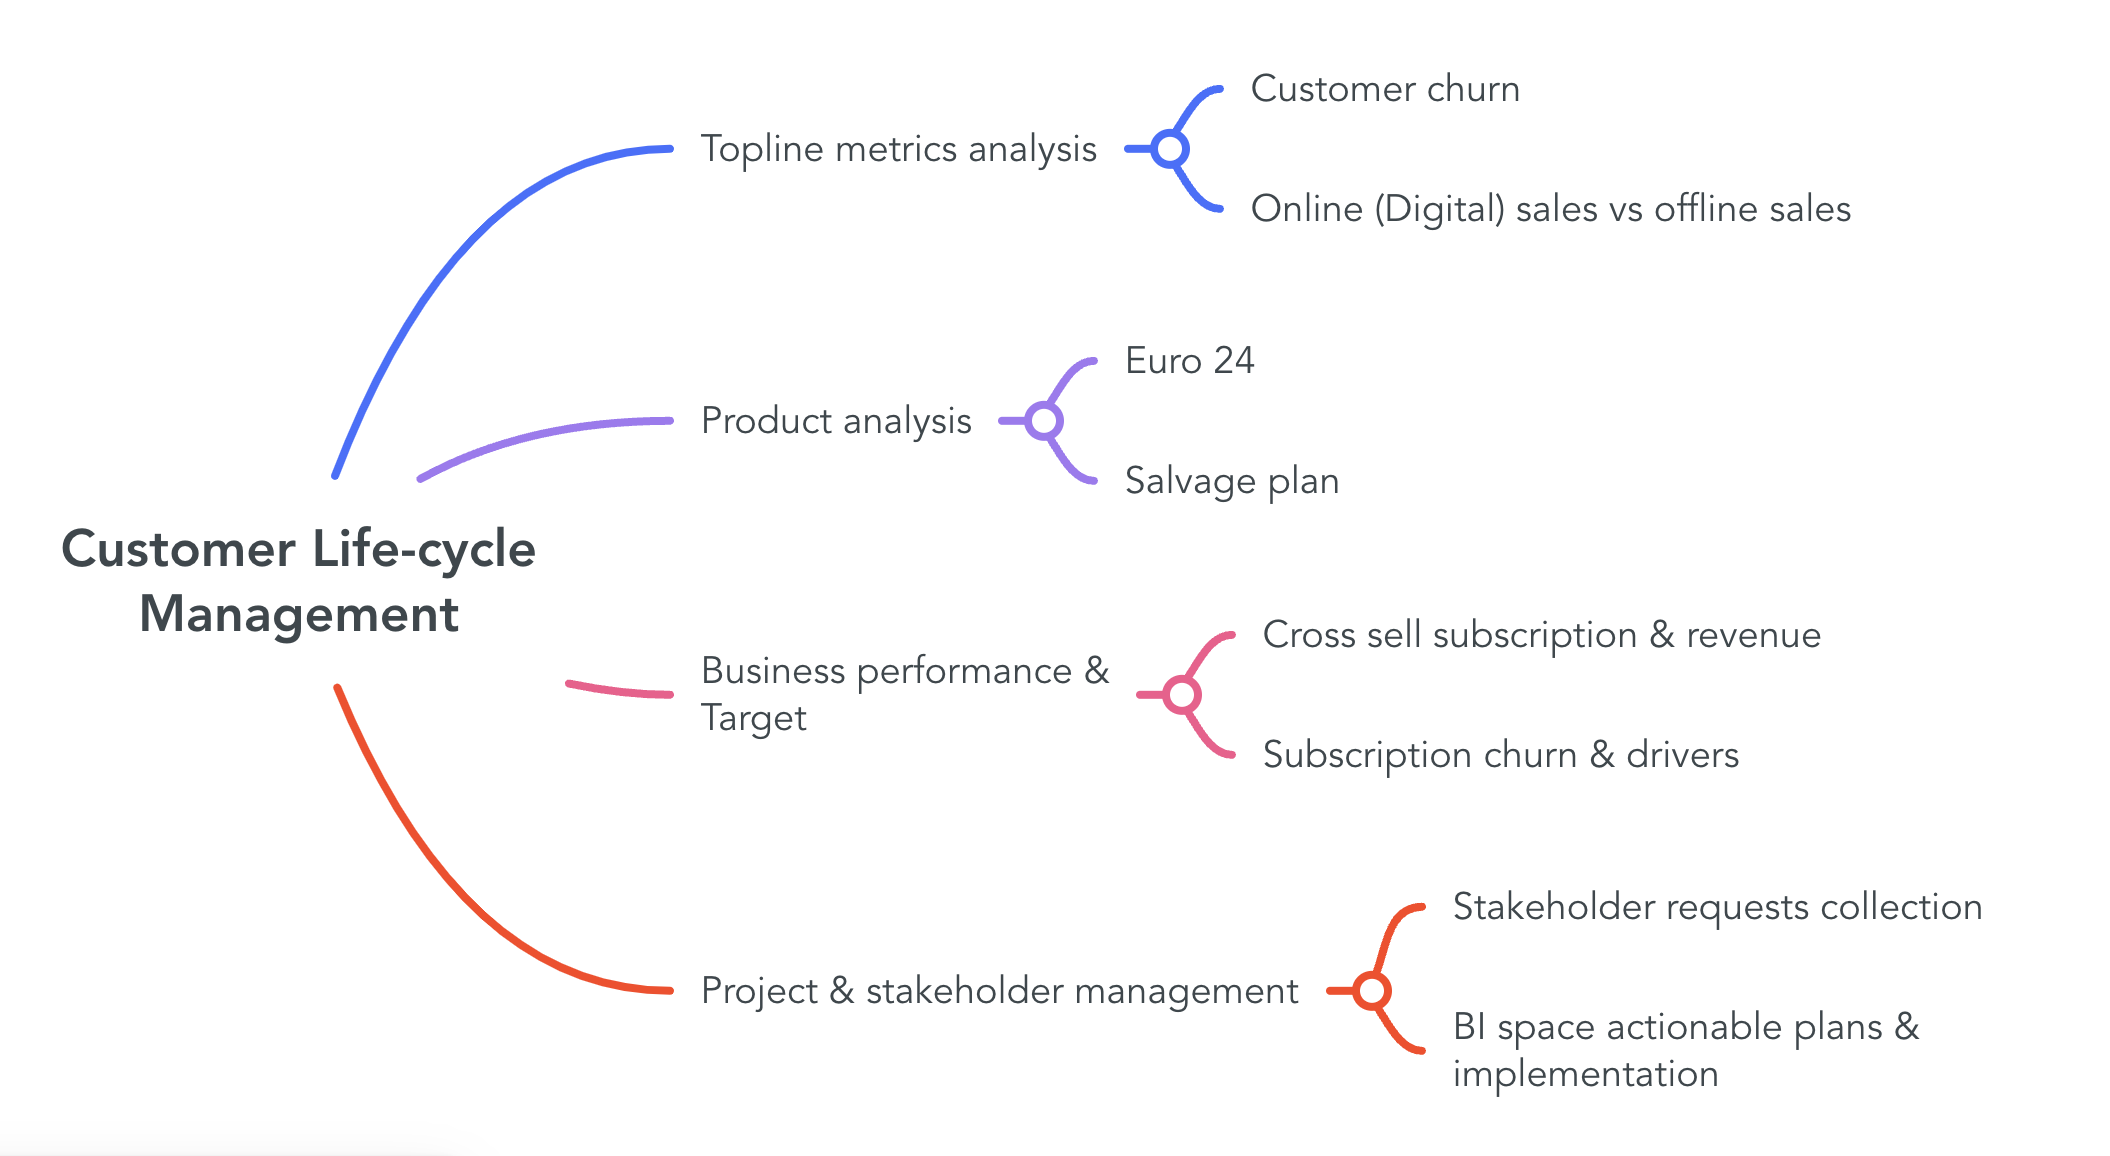 Customer Life-cycle
Management
Topline metrics analysis
Customer churn
Online (Digital) sales vs offline sales
Product analysis
Euro 24
Salvage plan
Business performance &
Target
Cross sell subscription & revenue
Subscription churn & drivers
Project & stakeholder management
Stakeholder requests collection
BI space actionable plans &
implementation